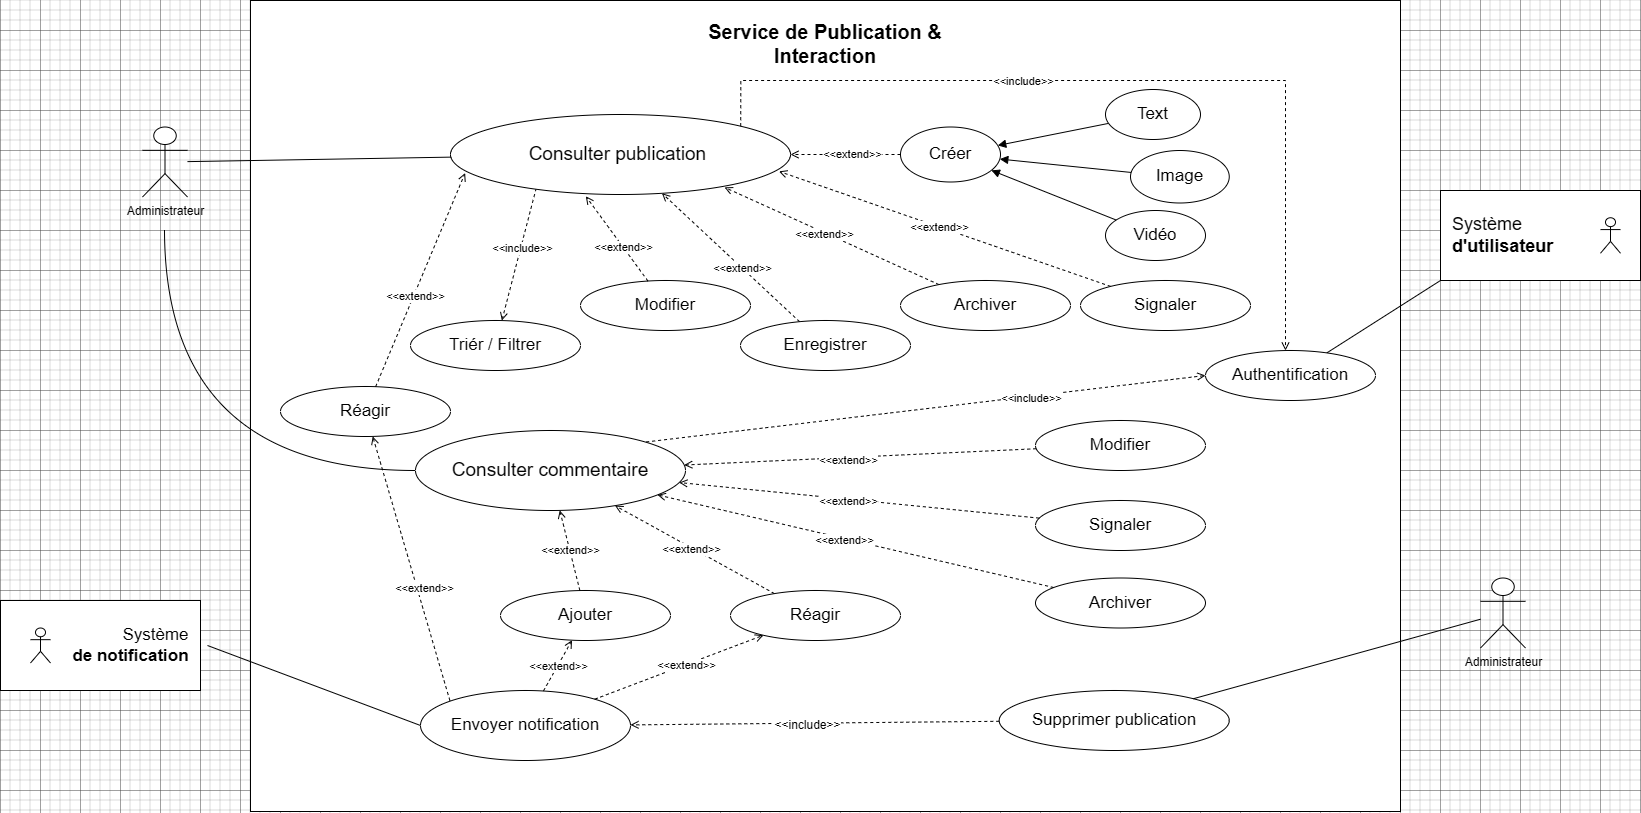 Service de Publication &
Interaction
<<include>>
Text
Consulter publication
<<extend>>
Créer
Image
Administrateur
Vidéo
Système
d'utilisateur
<<include>>
<<extend>>
<<extend>>
<<extend>>
<<extend>>
<<extend>>
Modifier
Archiver
Signaler
Triér / Filtrer
Enregistrer
Authentification
Réagir
<<include>>
Consulter commentaire
<<extend>>
Modifier
<<extend>>
Signaler
<<extend>>
<<extend>>
<<extend>>
<<extend>>
Archiver
Ajouter
Réagir
Système
de notification
<<extend>>
<<extend>>
Administrateur
Envoyer notification
<<include>>
Supprimer publication